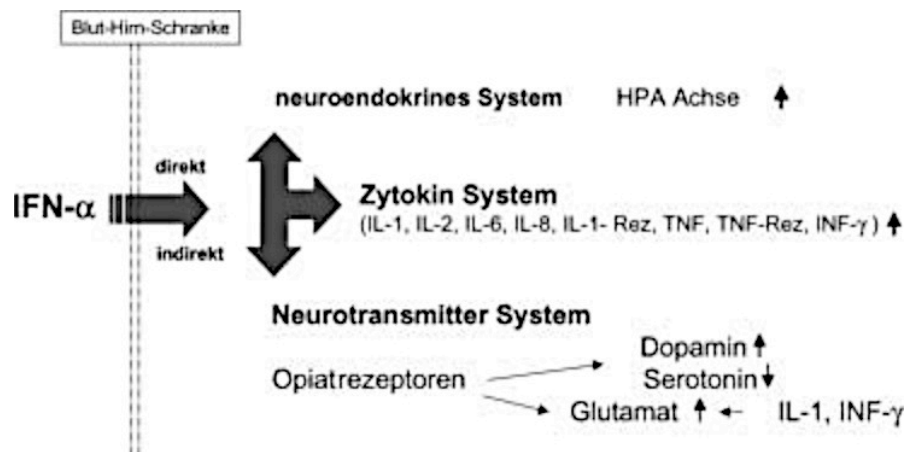 Blut-Hirn-Schranke
neuroendokrines System HPA Achse
direkt
IFN-α
Zytokin System
(IL-1, IL-2, IL-6, IL-8, IL-1- Rez, TNF, TNF-Rez, INF-γ)
indirekt
Neurotransmitter System
Dopamin
Opiatrezeptoren
Serotonin
Glutamat IL-1, INF-γ